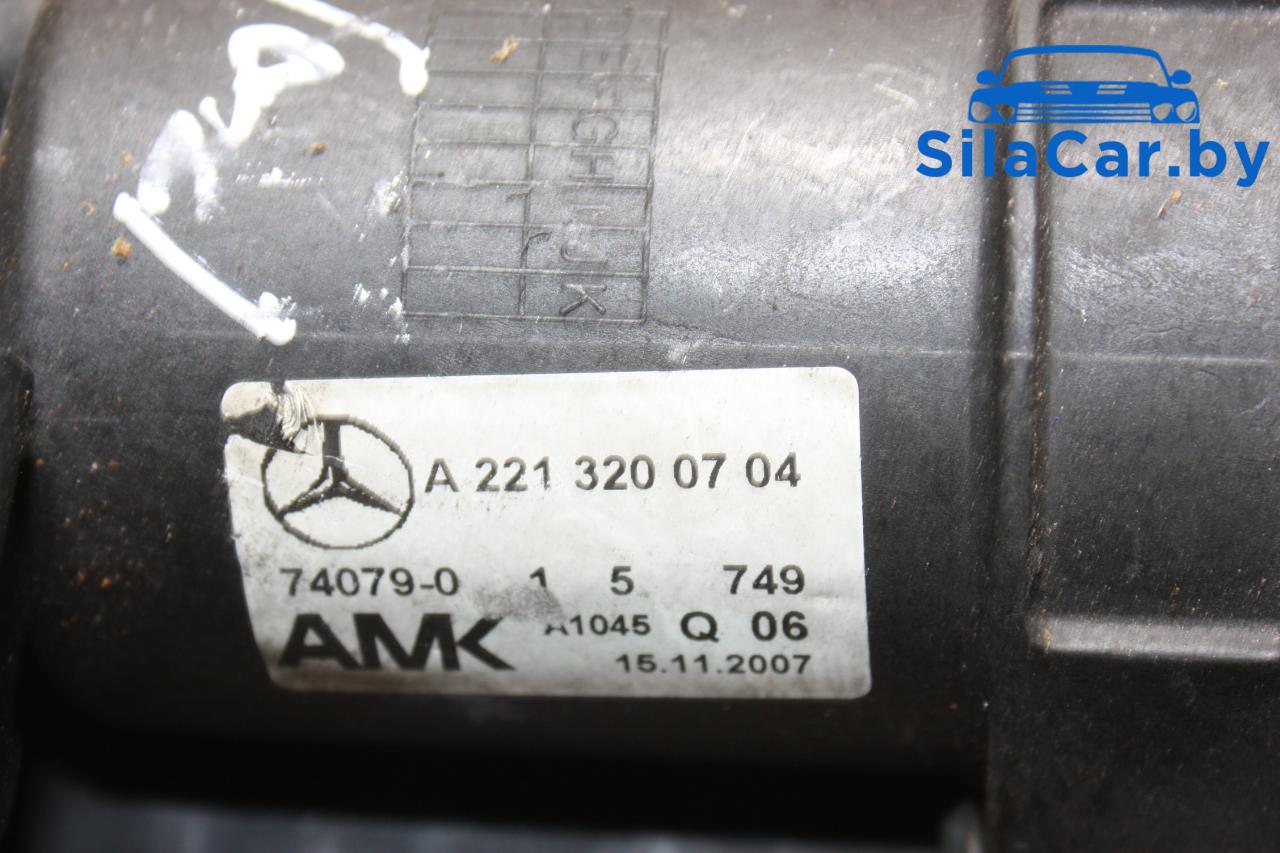 SilaCar.by
D E F G H I J K
A 221 320 07 04
74079-0 1 5 749
AMK A1045 Q 06
15.11.2007